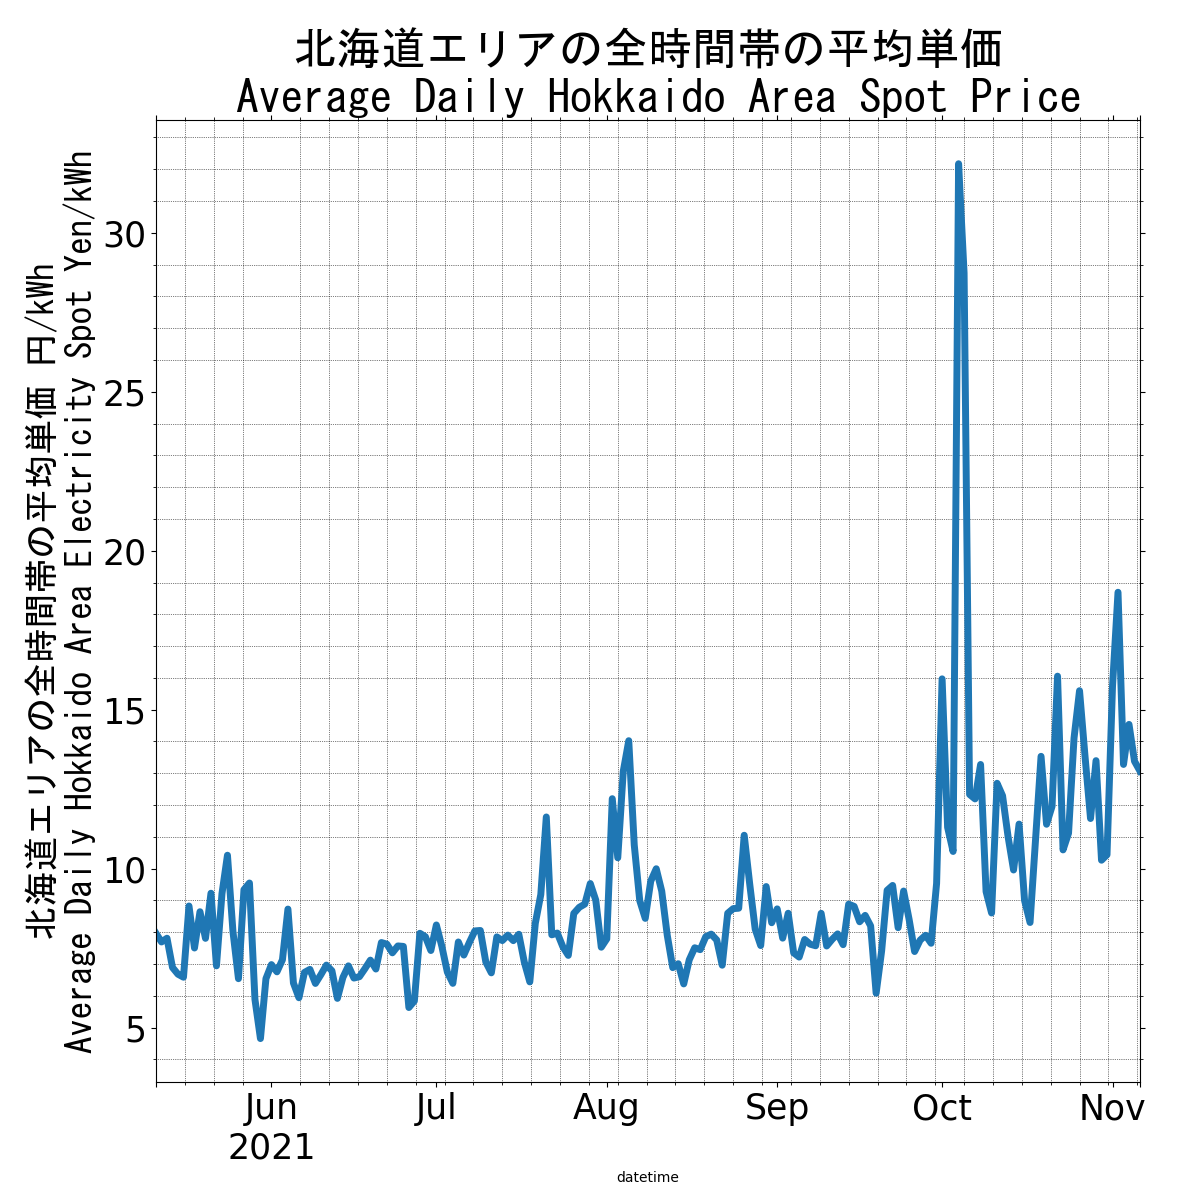 北海道エリアの全時間帯の平均単価
Average Daily Hokkaido Area Spot Price
北海道エリアの全時間帯の平均単価 円/kWh
Average Daily Hokkaido Area Electricity Spot Yen/kWh
30
25
20
15
10
5
Jun
2021
Jul
Aug
Sep
Oct
Nov
datetime